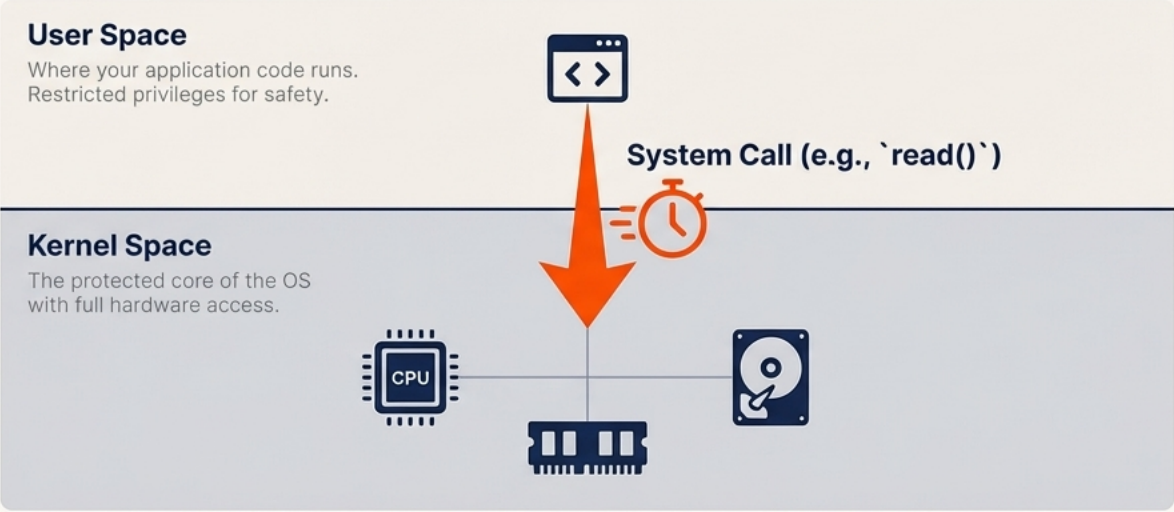 User Space
Where your application code runs.
Restricted privileges for safety.
System Call (e.g., `read()`)
Kernel Space
The protected core of the OS
with full hardware access.
CPU